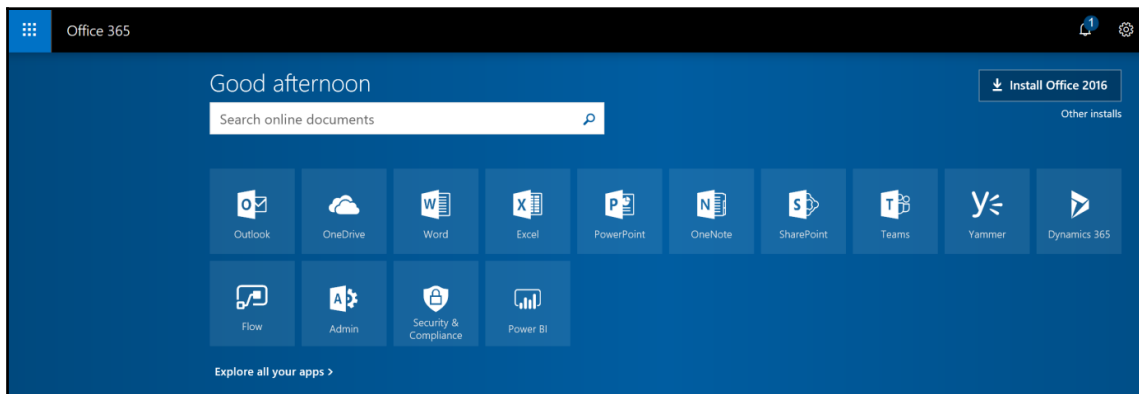 Office 365
1
Good afternoon
Install Office 2016
Search online documents
Other installs
Outlook
OneDrive
Word
Excel
PowerPoint
OneNote
SharePoint
Teams
Yammer
Dynamics 365
Flow
Admin
Security &
Compliance
Power BI
Explore all your apps >